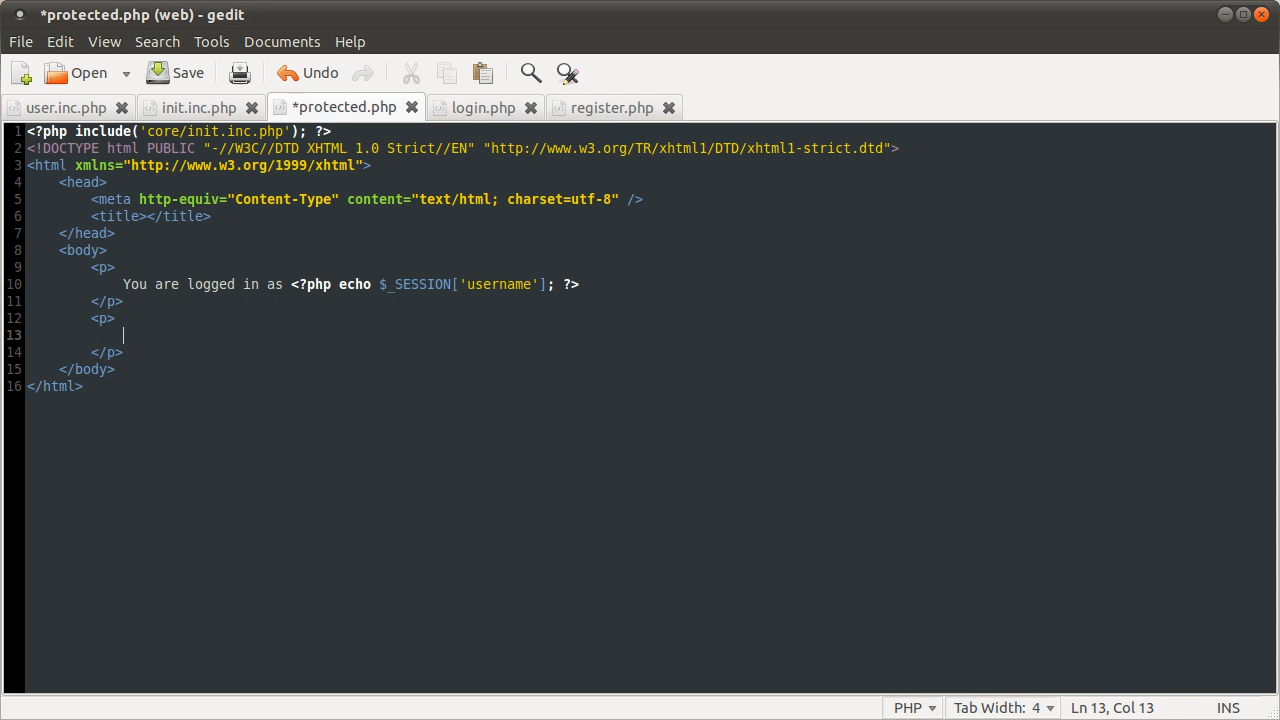 *protected.php (web) - gedit
File Edit View Search Tools Documents Help
Open Save Undo
user.inc.php init.inc.php *protected.php login.php register.php
1 <?php include('core/init.inc.php'); ?>
2 <!DOCTYPE html PUBLIC "-//W3C//DTD XHTML 1.0 Strict//EN" "http://www.w3.org/TR/xhtml1/DTD/xhtml1-strict.dtd">
3 <html xmlns="http://www.w3.org/1999/xhtml">
4     <head>
5         <meta http-equiv="Content-Type" content="text/html; charset=utf-8" />
6         <title></title>
7     </head>
8     <body>
9         <p>
10             You are logged in as <?php echo $_SESSION['username']; ?>
11         </p>
12         <p>
13
14         </p>
15     </body>
16 </html>
PHP Tab Width: 4 Ln 13, Col 13 INS